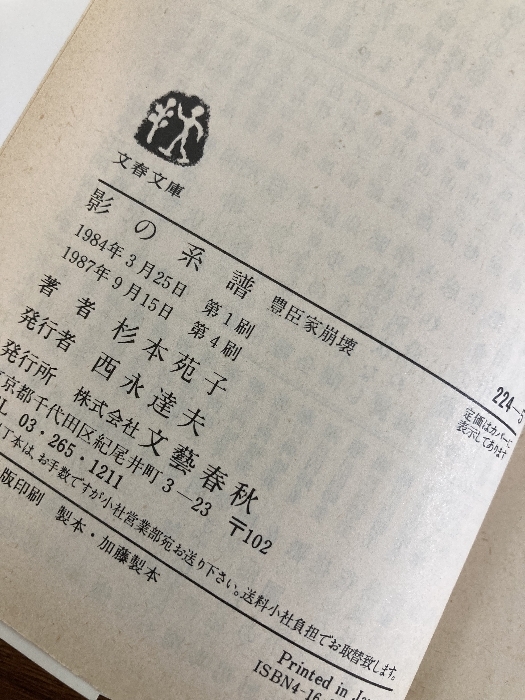 文春文庫
影の系譜 豊臣家崩壊
224-3
定価はカバーに
表示してあります
1984年3月25日 第1刷
1987年9月15日 第4刷
著者 杉本苑子
発行者 西永達夫
発行所 株式会社 文藝春秋
京都千代田区紀尾井町3-23 〒102
L 03・265・1211
丁本は、お手数ですが小社営業部宛お送り下さい。送料小社負担でお取替致します。
版印刷 製本・加藤製本
Printed in Ja
ISBN4-16